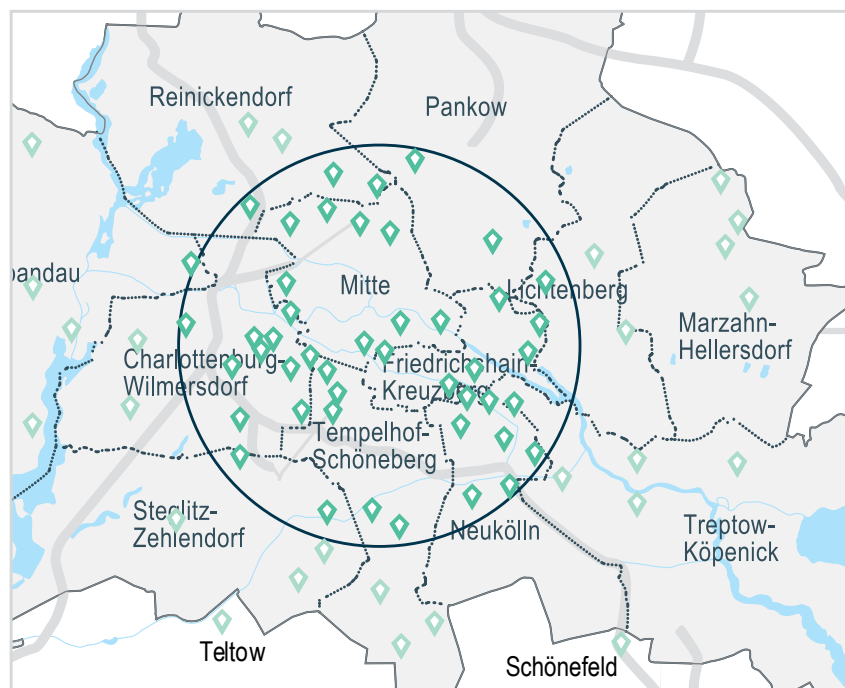 Reinickendorf
Pankow
pandau
Mitte
Lichtenberg
Marzahn-
Hellersdorf
Charlottenburg-
Wilmersdorf
Friedrichshain-
Kreuzberg
Tempelhof-
Schöneberg
Steglitz-
Zehlendorf
Neukölln
Treptow-
Köpenick
Teltow
Schönefeld